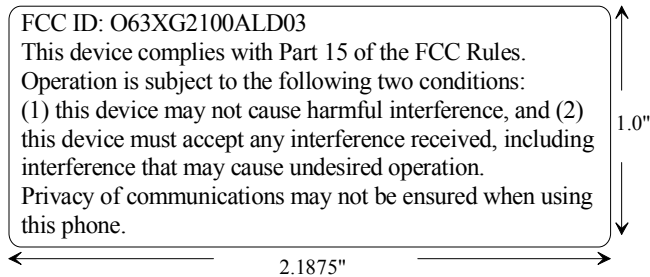 FCC ID: O63XG2100ALD03
This device complies with Part 15 of the FCC Rules.
Operation is subject to the following two conditions:
(1) this device may not cause harmful interference, and (2)
this device must accept any interference received, including
interference that may cause undesired operation.
Privacy of communications may not be ensured when using
this phone.
1.0"
2.1875"